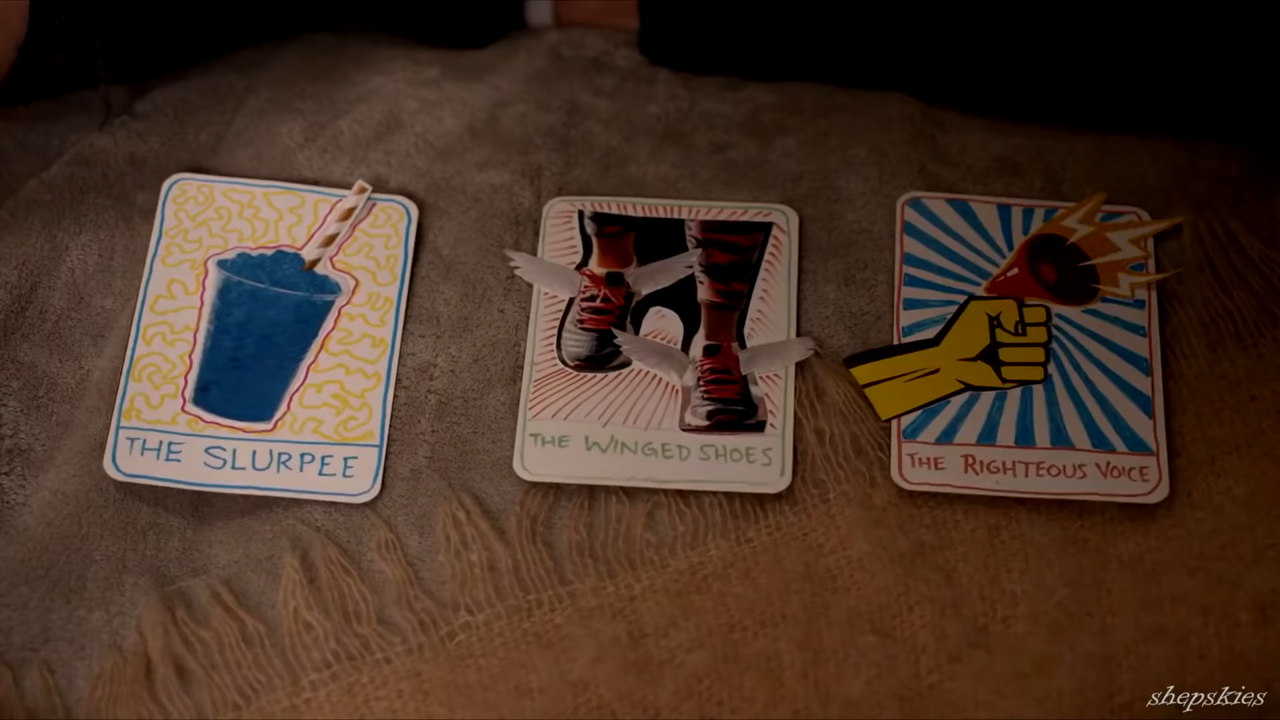 THE SLURPEE
THE WINGED SHOES
THE RIGHTEOUS VOICE
shepskies